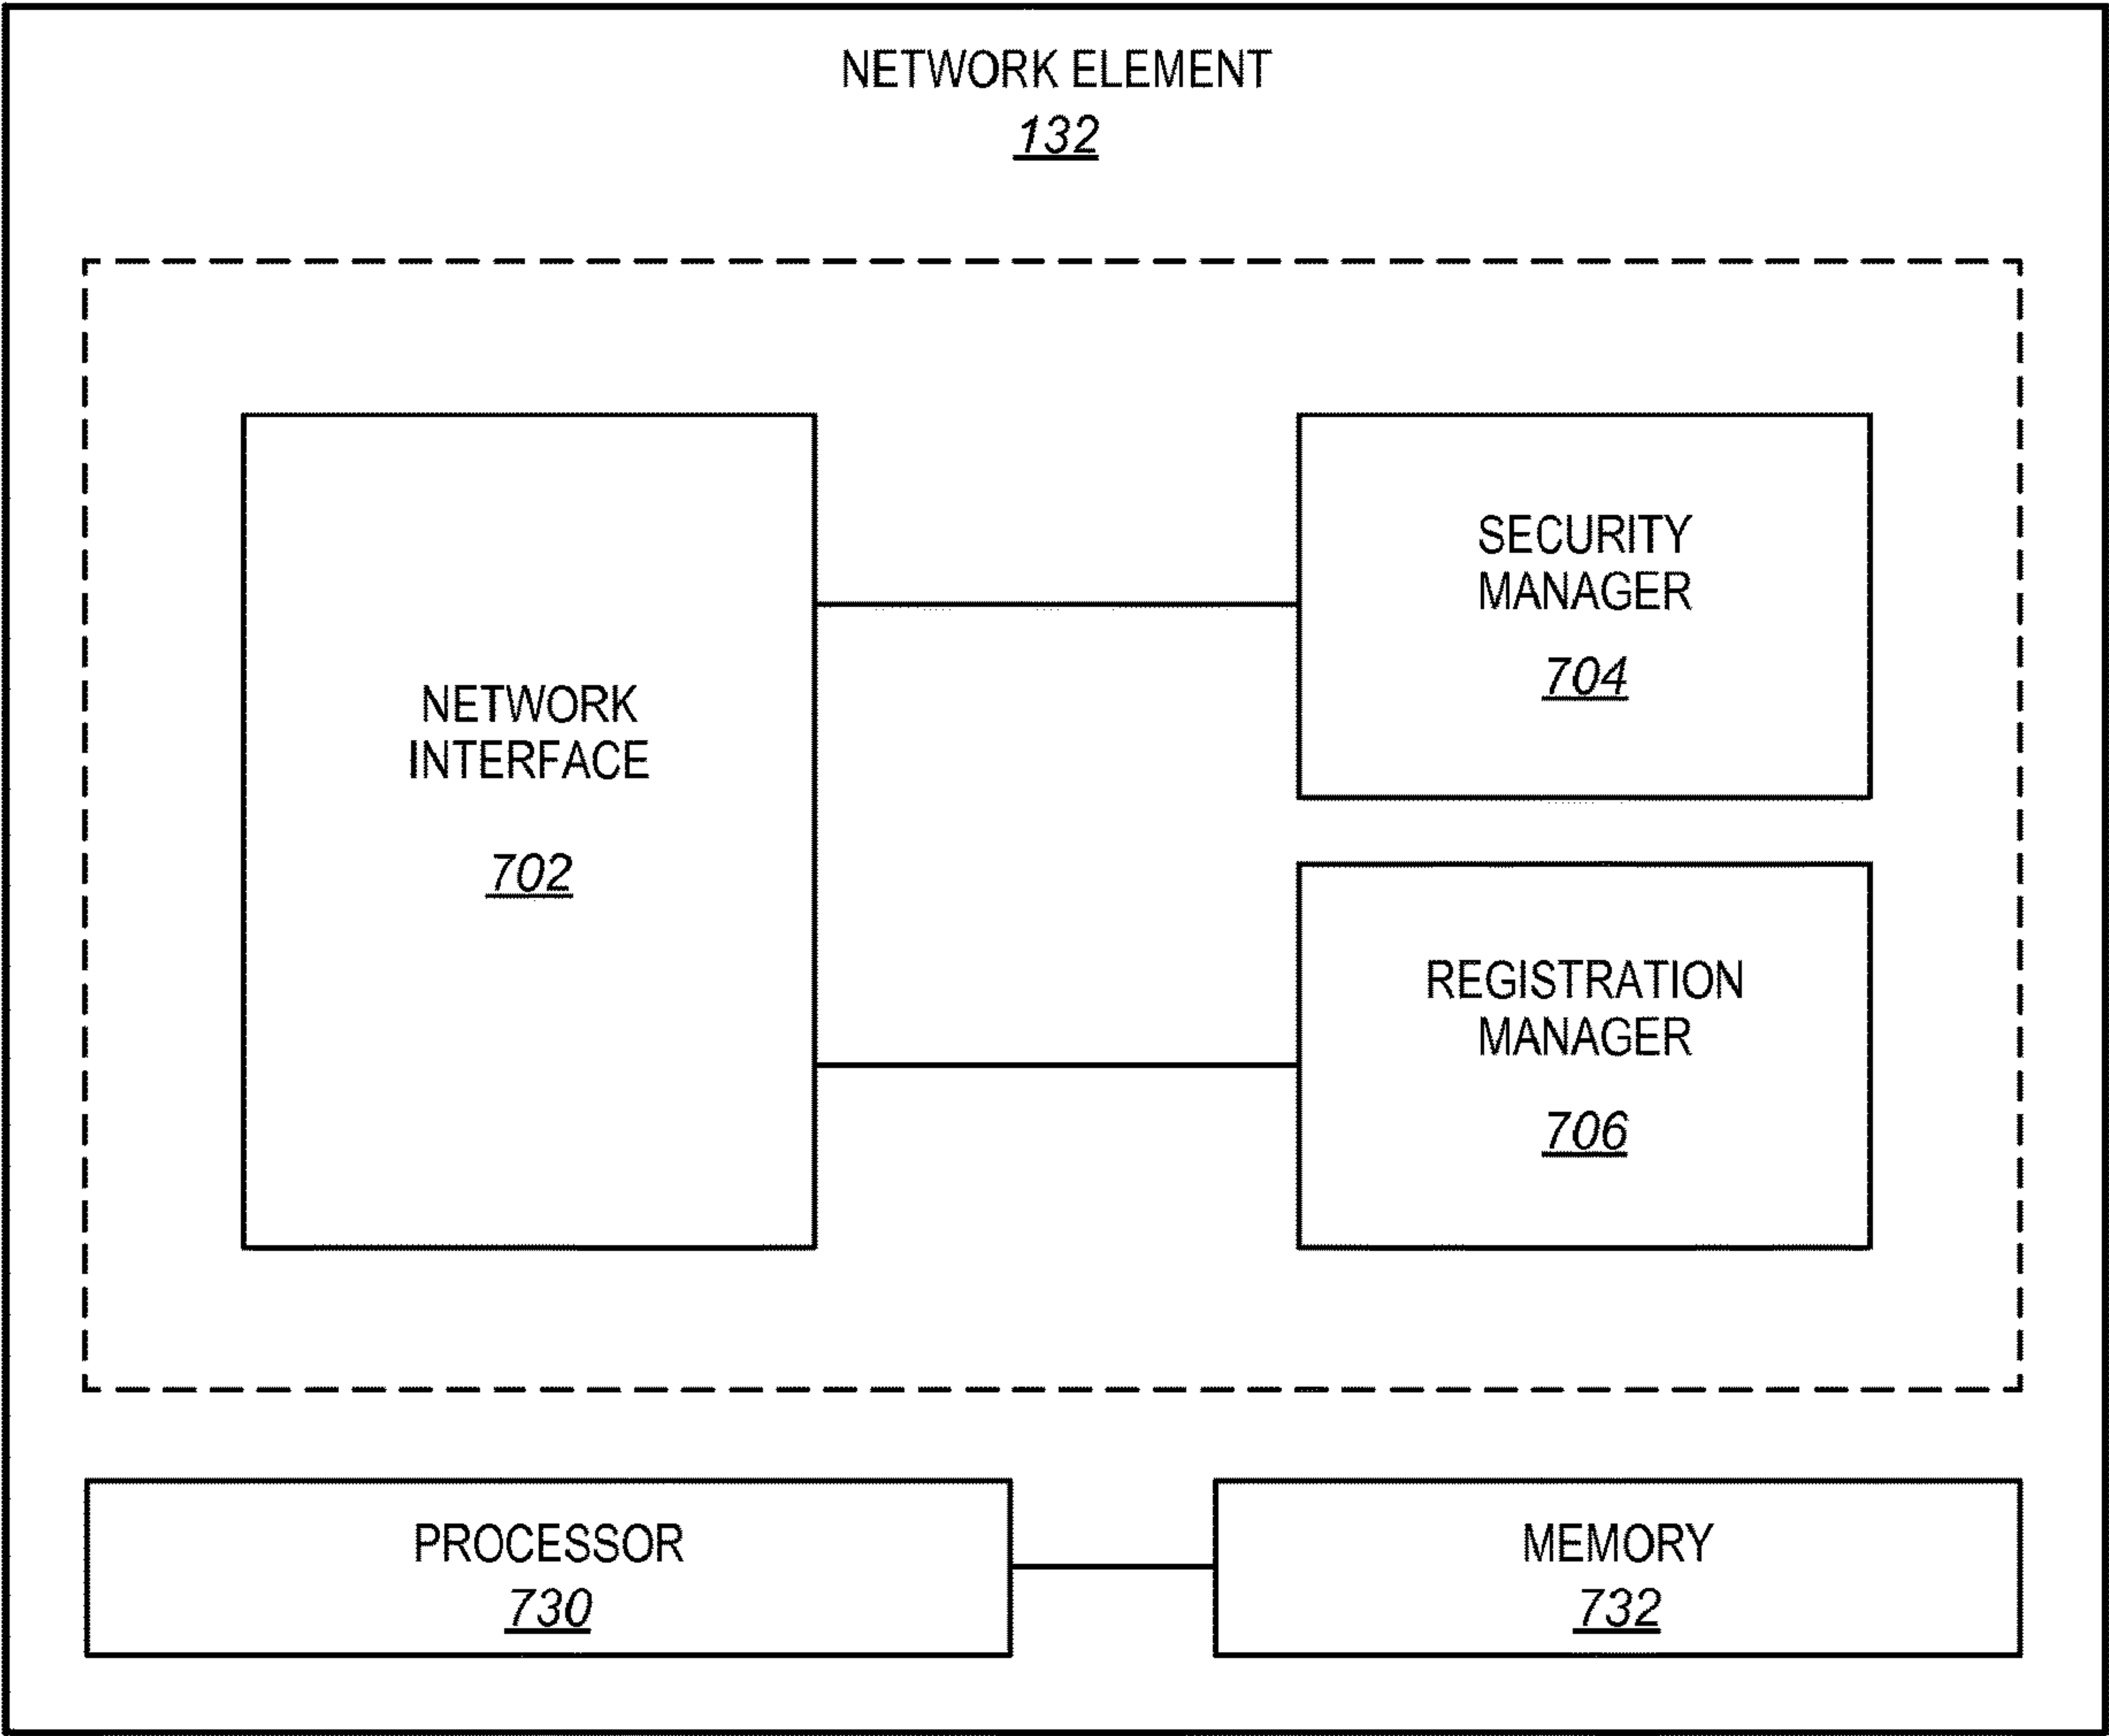 NETWORK ELEMENT
132
NETWORK
INTERFACE
702
SECURITY
MANAGER
704
REGISTRATION
MANAGER
706
PROCESSOR
730
MEMORY
732